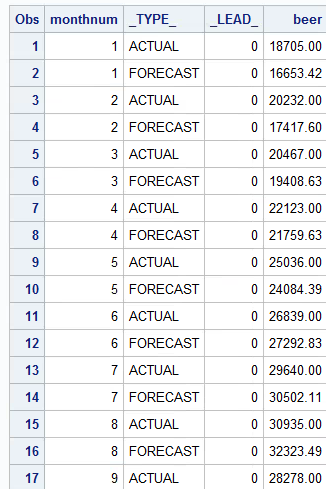 Obs monthnum _TYPE_ _LEAD_ beer
1 1 ACTUAL 0 18705.00
2 1 FORECAST 0 16653.42
3 2 ACTUAL 0 20232.00
4 2 FORECAST 0 17417.60
5 3 ACTUAL 0 20467.00
6 3 FORECAST 0 19408.63
7 4 ACTUAL 0 22123.00
8 4 FORECAST 0 21759.63
9 5 ACTUAL 0 25036.00
10 5 FORECAST 0 24084.39
11 6 ACTUAL 0 26839.00
12 6 FORECAST 0 27292.83
13 7 ACTUAL 0 29640.00
14 7 FORECAST 0 30502.11
15 8 ACTUAL 0 30935.00
16 8 FORECAST 0 32323.49
17 9 ACTUAL 0 28278.00